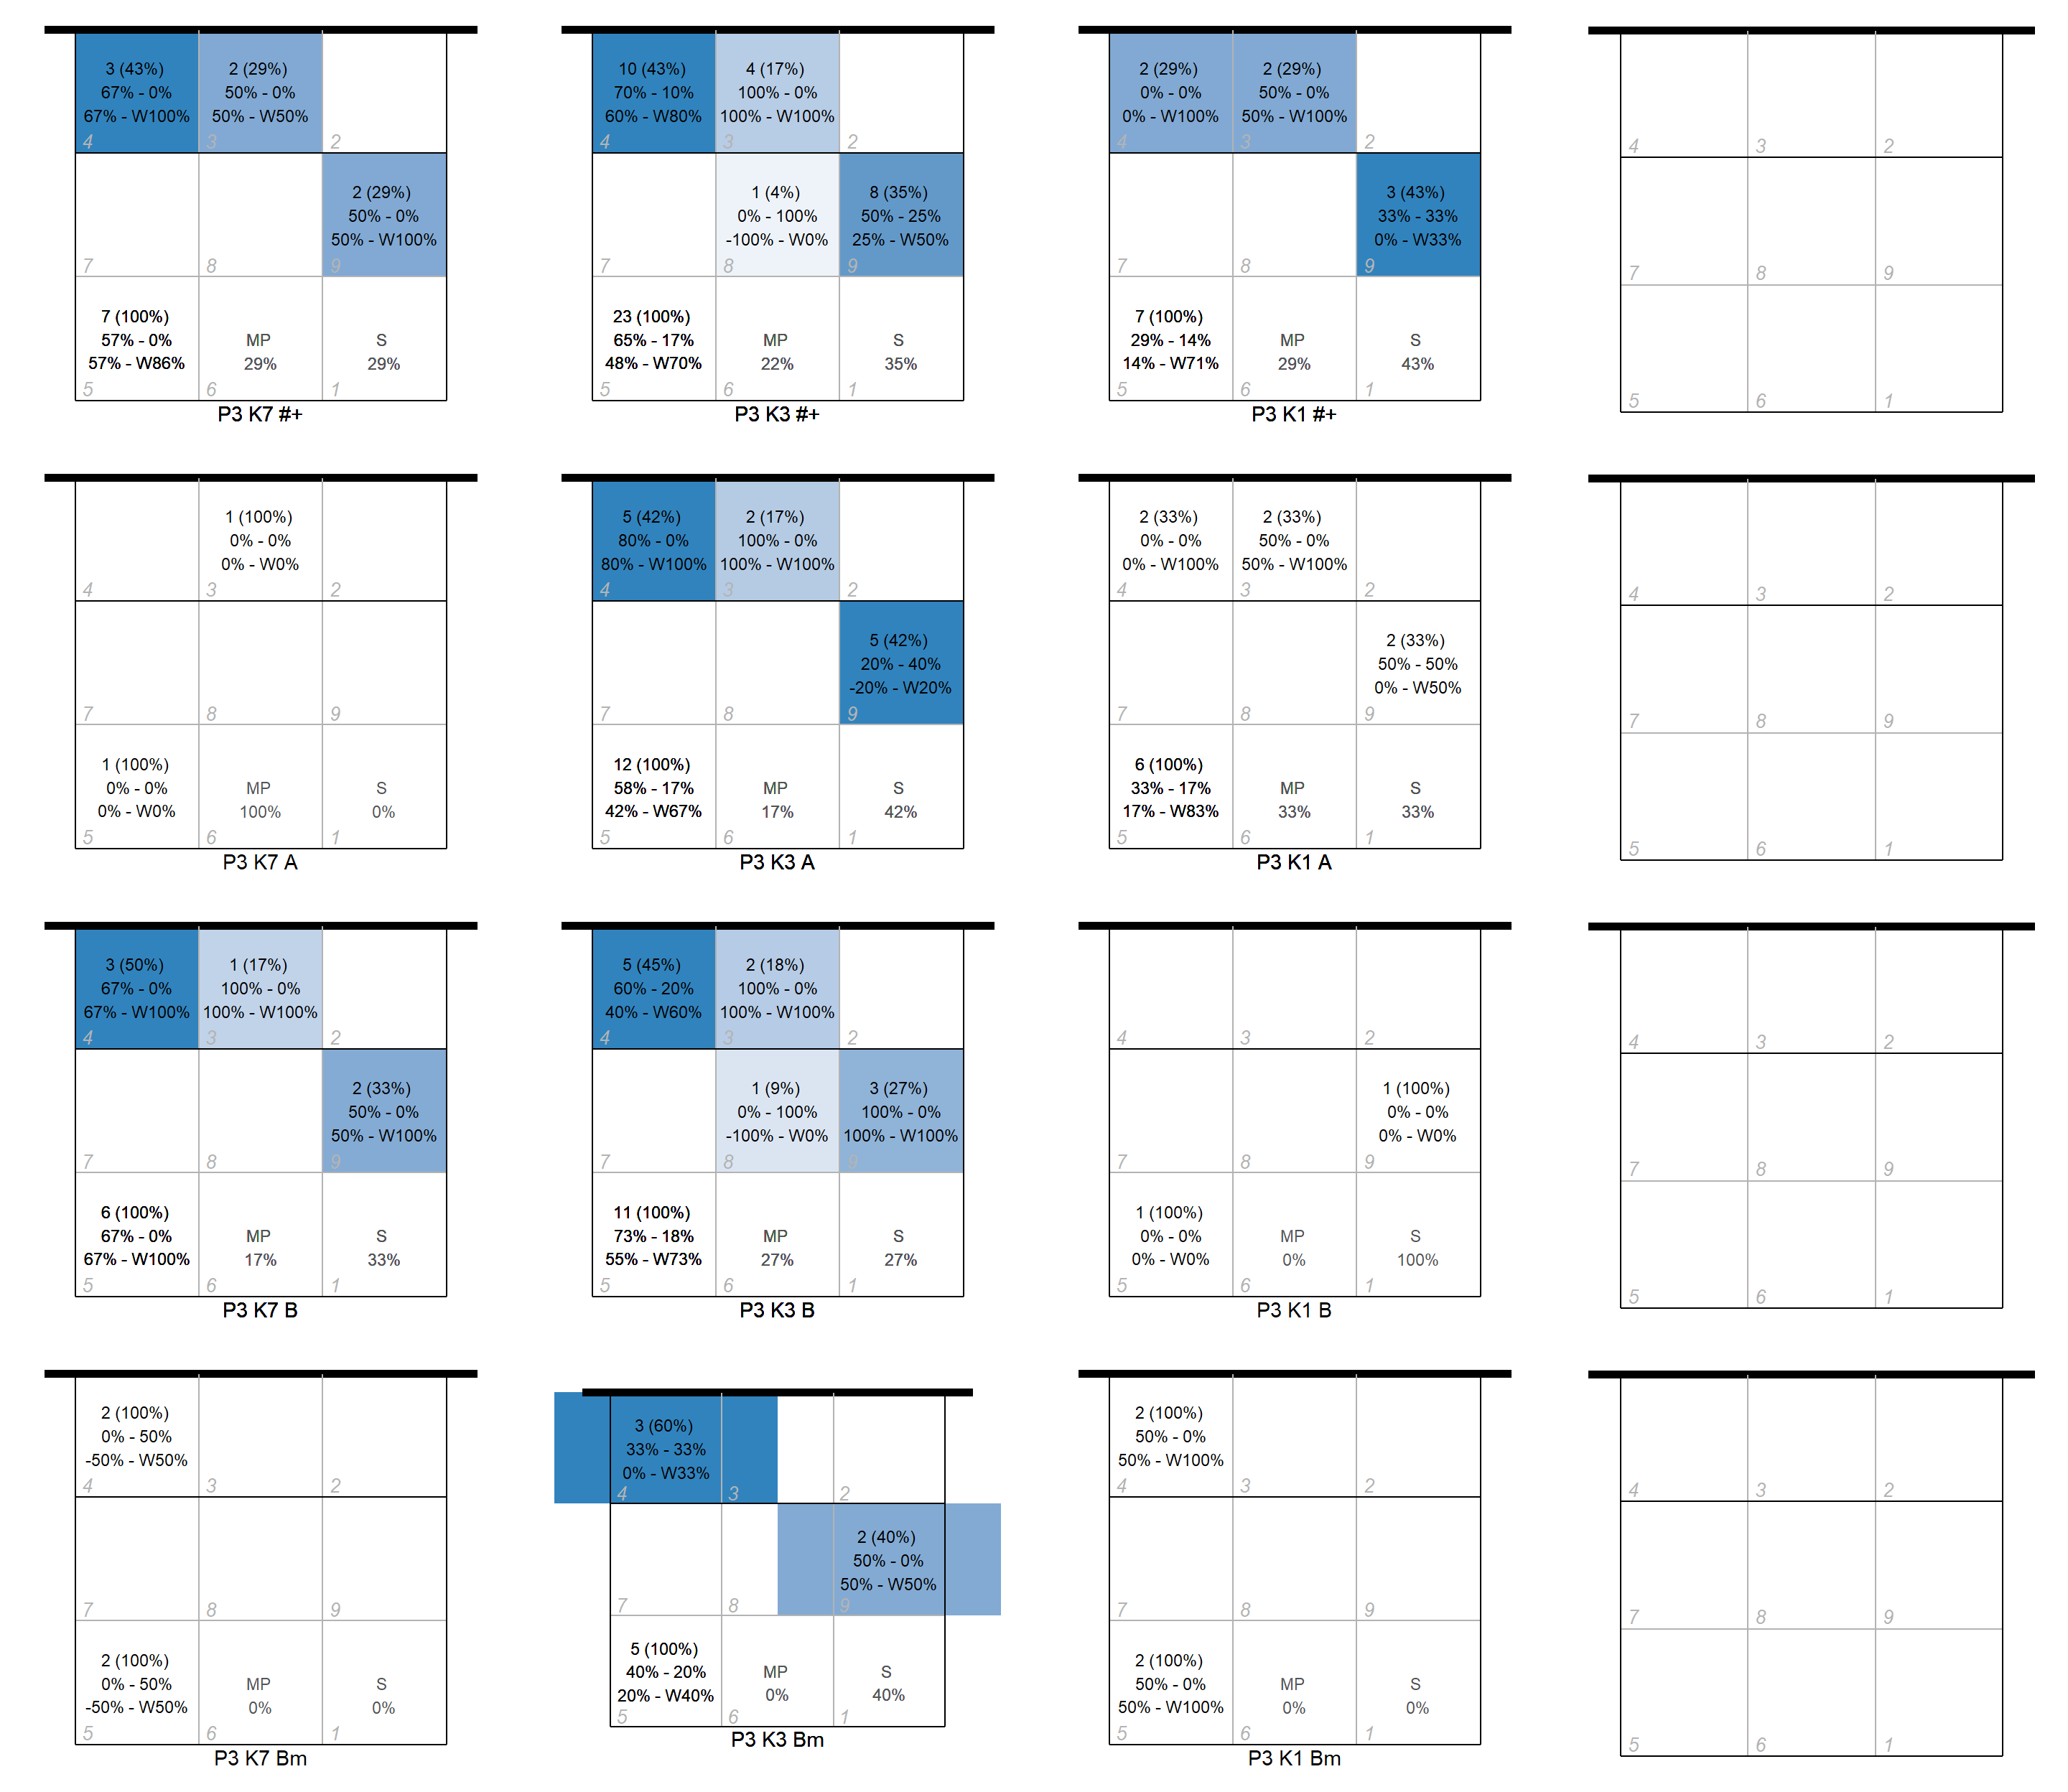 3 (43%)
67% - 0%
67% - W100%
4
2 (29%)
50% - 0%
50% - W50%
3
2
7
8
2 (29%)
50% - 0%
50% - W100%
9
7 (100%)
57% - 0%
57% - W86%
5
MP
29%
6
S
29%
1
P3 K7 #+
10 (43%)
70% - 10%
60% - W80%
4
4 (17%)
100% - 0%
100% - W100%
3
2
7
1 (4%)
0% - 100%
-100% - W0%
8
8 (35%)
50% - 25%
25% - W50%
9
23 (100%)
65% - 17%
48% - W70%
5
MP
22%
6
S
35%
1
P3 K3 #+
2 (29%)
0% - 0%
0% - W100%
4
2 (29%)
50% - 0%
50% - W100%
3
2
7
8
3 (43%)
33% - 33%
0% - W33%
9
7 (100%)
29% - 14%
14% - W71%
5
MP
29%
6
S
43%
1
P3 K1 #+
4
3
2
7
8
9
5
6
1
4
1 (100%)
0% - 0%
0% - W0%
3
2
7
8
9
1 (100%)
0% - 0%
0% - W0%
5
MP
100%
6
S
0%
1
P3 K7 A
5 (42%)
80% - 0%
80% - W100%
4
2 (17%)
100% - 0%
100% - W100%
3
2
7
8
5 (42%)
20% - 40%
-20% - W20%
9
12 (100%)
58% - 17%
42% - W67%
5
MP
17%
6
S
42%
1
P3 K3 A
2 (33%)
0% - 0%
0% - W100%
4
2 (33%)
50% - 0%
50% - W100%
3
2
7
8
2 (33%)
50% - 50%
0% - W50%
9
6 (100%)
33% - 17%
17% - W83%
5
MP
33%
6
S
33%
1
P3 K1 A
4
3
2
7
8
9
5
6
1
3 (50%)
67% - 0%
67% - W100%
4
1 (17%)
100% - 0%
100% - W100%
3
2
7
8
2 (33%)
50% - 0%
50% - W100%
9
6 (100%)
67% - 0%
67% - W100%
5
MP
17%
6
S
33%
1
P3 K7 B
5 (45%)
60% - 20%
40% - W60%
4
2 (18%)
100% - 0%
100% - W100%
3
2
7
1 (9%)
0% - 100%
-100% - W0%
8
3 (27%)
100% - 0%
100% - W100%
9
11 (100%)
73% - 18%
55% - W73%
5
MP
27%
6
S
27%
1
P3 K3 B
4
3
2
7
8
1 (100%)
0% - 0%
0% - W0%
9
1 (100%)
0% - 0%
0% - W0%
5
MP
0%
6
S
100%
1
P3 K1 B
4
3
2
7
8
9
5
6
1
2 (100%)
0% - 50%
-50% - W50%
4
3
2
7
8
9
2 (100%)
0% - 50%
-50% - W50%
5
MP
0%
6
S
0%
1
P3 K7 Bm
3 (60%)
33% - 33%
0% - W33%
4
3
2
7
8
2 (40%)
50% - 0%
50% - W50%
9
5 (100%)
40% - 20%
20% - W40%
5
MP
0%
6
S
40%
1
P3 K3 Bm
2 (100%)
50% - 0%
50% - W100%
4
3
2
7
8
9
2 (100%)
50% - 0%
50% - W100%
5
MP
0%
6
S
0%
1
P3 K1 Bm
4
3
2
7
8
9
5
6
1